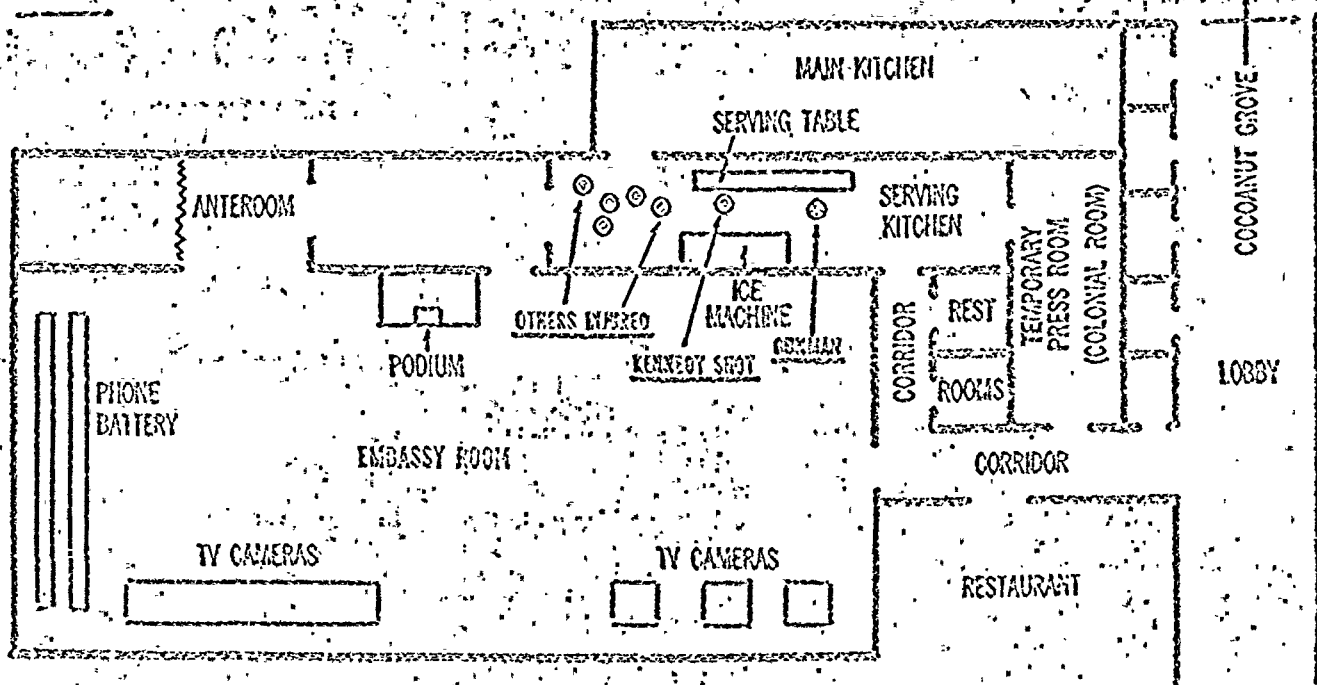 MAIN KITCHEN
SERVING TABLE
COCOANUT GROVE
ANTEROOM
SERVING
KITCHEN
TEMPORARY
PRESS ROOM
(COLONIAL ROOM)
OTHERS INJURED
ICE
MACHINE
CORRIDOR
REST
ROOMS
PODIUM
KENNEDY SHOT
GUNMAN
LOBBY
PHONE
BATTERY
EMBASSY ROOM
CORRIDOR
TV CAMERAS
TV CAMERAS
RESTAURANT